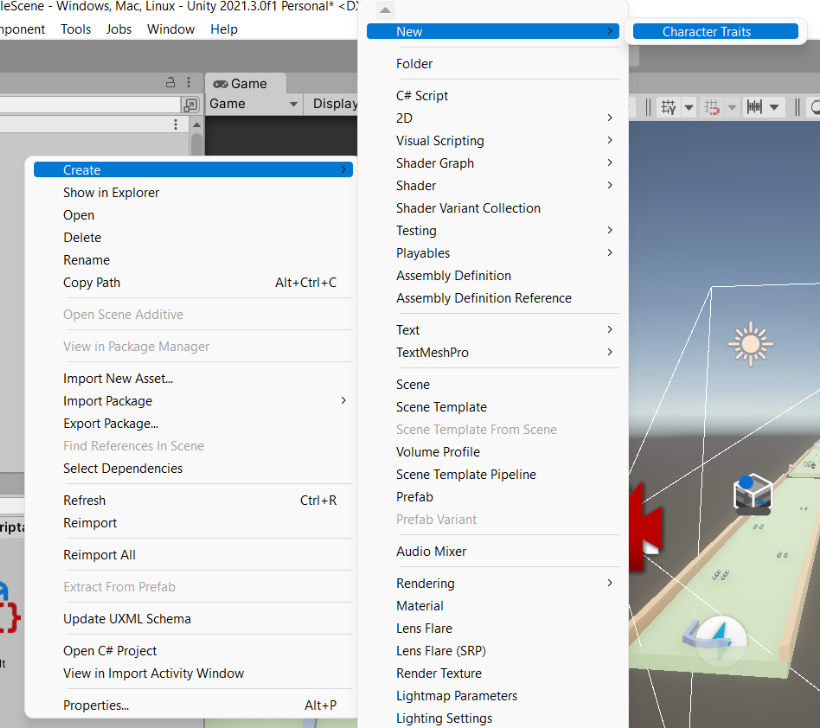 leScene - Windows, Mac, Linux - Unity 2021.3.0f1 Personal* <D
ponent Tools Jobs Window Help
Game
Game Display
Create
Show in Explorer
Open
Delete
Rename
Copy Path Alt+Ctrl+C
Open Scene Additive
View in Package Manager
Import New Asset...
Import Package
Export Package...
Find References In Scene
Select Dependencies
Refresh Ctrl+R
Reimport
Reimport All
Extract From Prefab
Update UXML Schema
Open C# Project
View in Import Activity Window
Properties... Alt+P
New
Folder
C# Script
2D
Visual Scripting
Shader Graph
Shader
Shader Variant Collection
Testing
Playables
Assembly Definition
Assembly Definition Reference
Text
TextMeshPro
Scene
Scene Template
Scene Template From Scene
Volume Profile
Scene Template Pipeline
Prefab
Prefab Variant
Audio Mixer
Rendering
Material
Lens Flare
Lens Flare (SRP)
Render Texture
Lightmap Parameters
Lighting Settings
Character Traits
ripta
lt